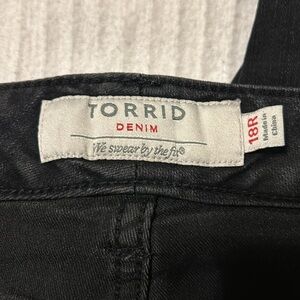 TORRID
DENIM
We swear by the fit®
18R
Made in
China